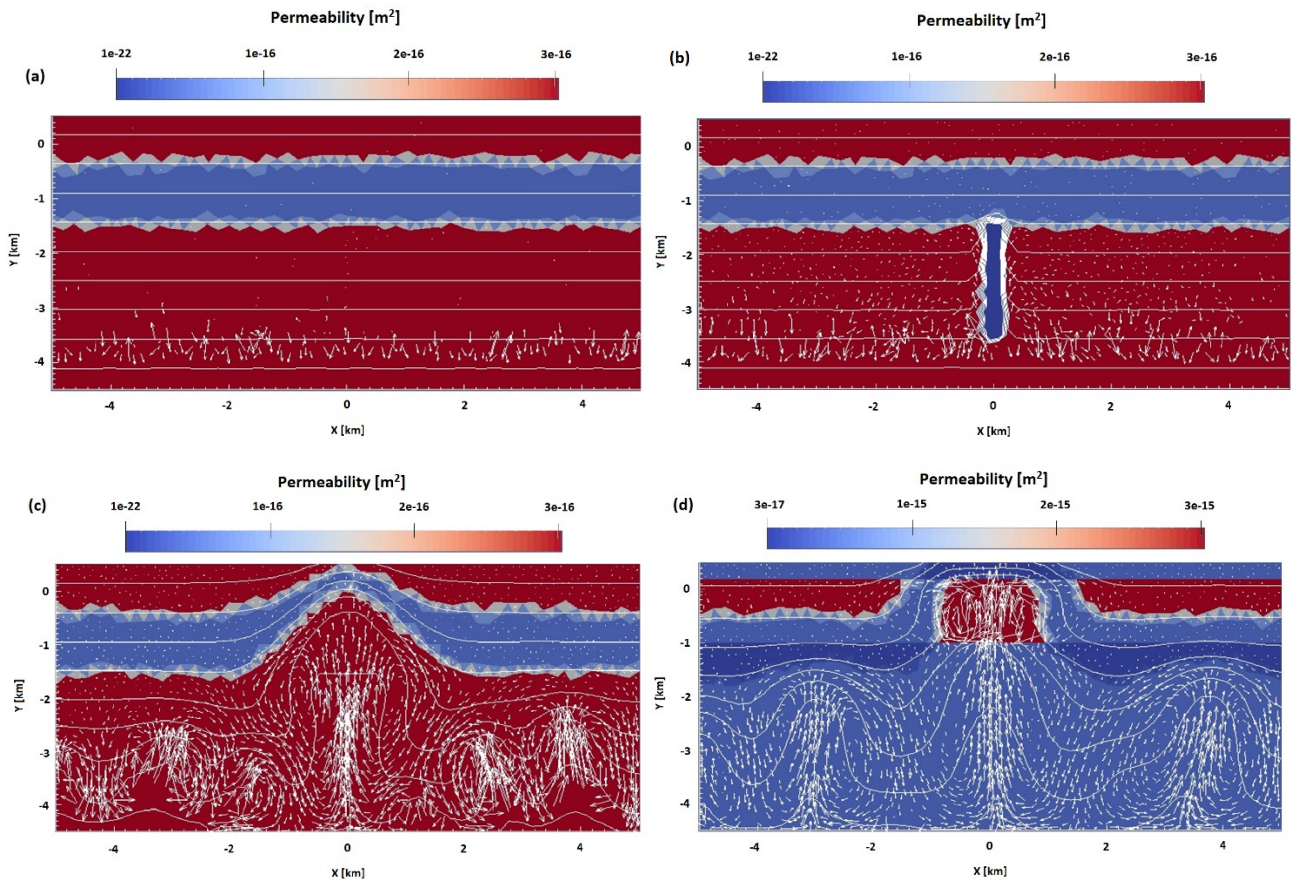 Permeability [m²]
1e-22 1e-16 2e-16 3e-16
(a)
0
-1
-2
-3
-4
Y [km]
-4 -2 0 2 4
X [km]
Permeability [m²]
1e-22 1e-16 2e-16 3e-16
(b)
0
-1
-2
-3
-4
Y [km]
-4 -2 0 2 4
X [km]
Permeability [m²]
(c)
1e-22 1e-16 2e-16 3e-16
0
-1
-2
-3
-4
Y [km]
-4 -2 0 2 4
X [km]
Permeability [m²]
(d)
3e-17 1e-15 2e-15 3e-15
0
-1
-2
-3
-4
Y [km]
-4 -2 0 2 4
X [km]